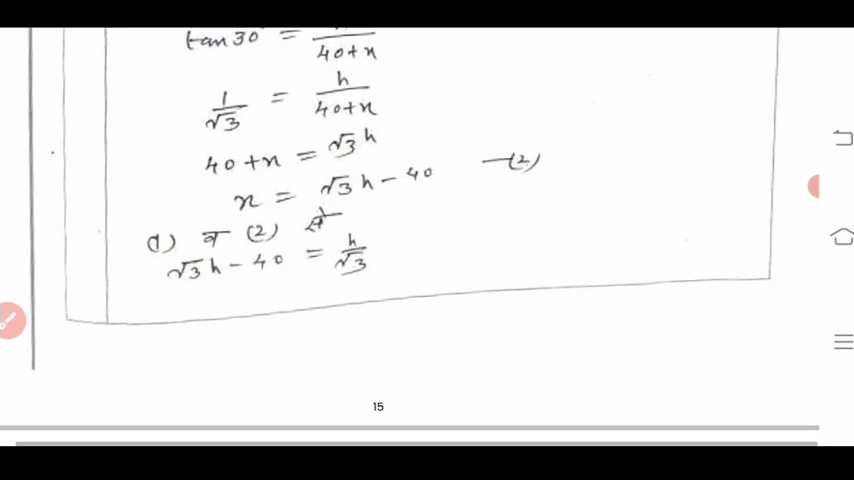 tan 30° = h/(40+x)
1/√3 = h/(40+x)
40+x = √3 h
x = √3 h - 40 —(2)
(1) व (2) से
√3 h - 40 = h/√3
15